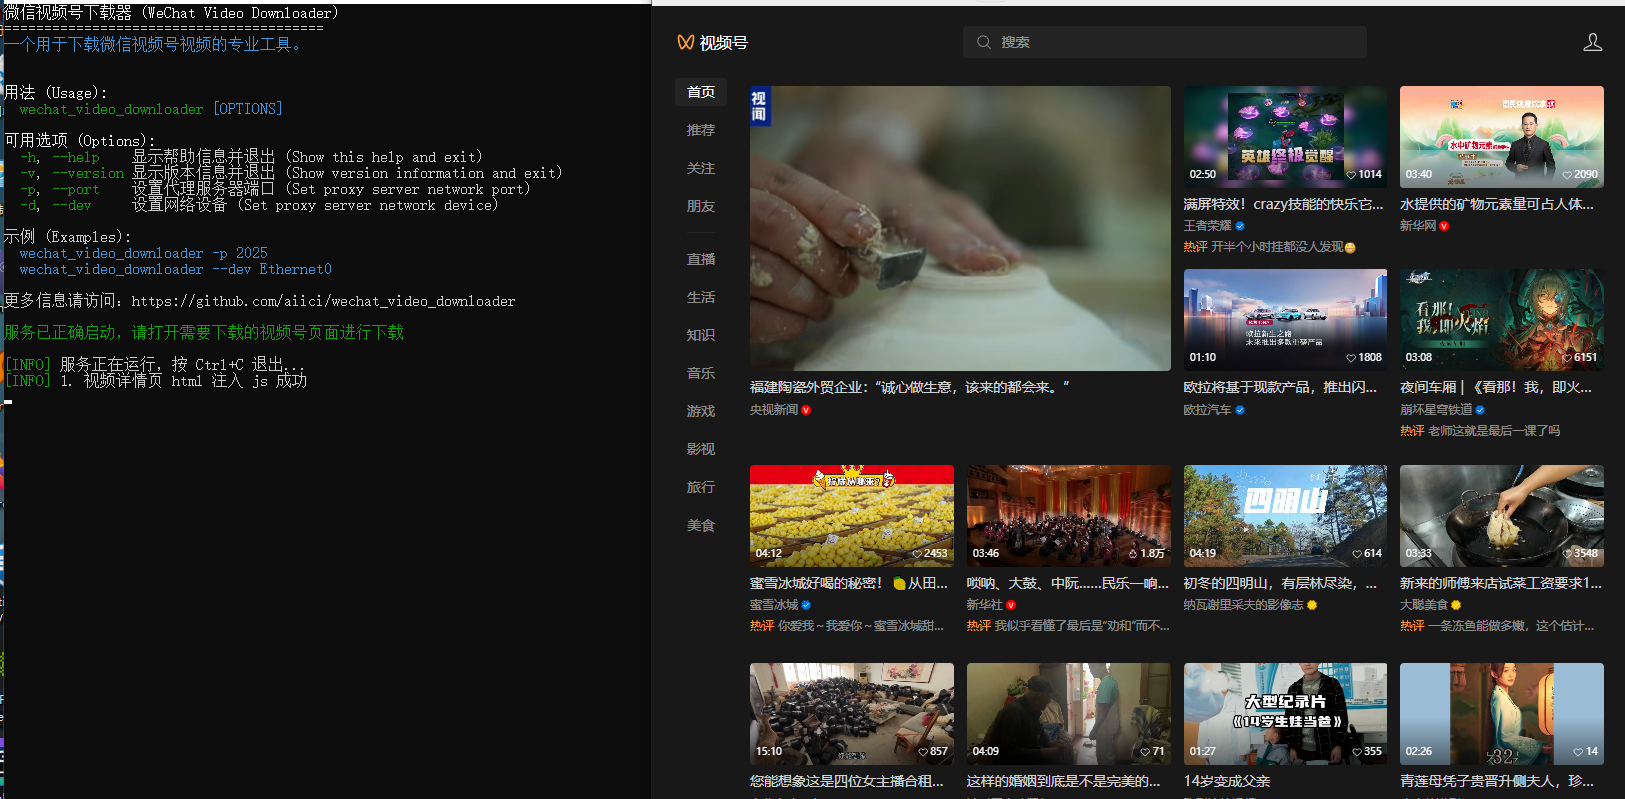 微信视频号下载器 (WeChat Video Downloader)
========================================
一个用于下载微信视频号视频的专业工具。
用法 (Usage):
wechat_video_downloader [OPTIONS]
可用选项 (Options):
-h, --help 显示帮助信息并退出 (Show this help and exit)
-v, --version 显示版本信息并退出 (Show version information and exit)
-p, --port 设置代理服务器端口 (Set proxy server network port)
-d, --dev 设置网络设备 (Set proxy server network device)
示例 (Examples):
wechat_video_downloader -p 2025
wechat_video_downloader --dev Ethernet0
更多信息请访问：https://github.com/aiici/wechat_video_downloader
服务已正确启动，请打开需要下载的视频号页面进行下载
[INFO] 服务正在运行，按 Ctrl+C 退出...
[INFO] 1. 视频详情页 html 注入 js 成功
视频号
搜索
首页
推荐
关注
朋友
直播
生活
知识
音乐
游戏
影视
旅行
美食
视闻
福建陶瓷外贸企业：“诚心做生意，该来的都会来。”
央视新闻
英雄终极觉醒
02:50
1014
满屏特效！crazy技能的快乐它...
王者荣耀
热评 开半个小时挂都没人发现
水中矿物元素
03:40
2090
水提供的矿物元素量可占人体...
新华网
欧拉新生之路
未来推出多款重磅产品
01:10
1808
欧拉将基于现款产品，推出闪...
欧拉汽车
看那！
我，即火焰
03:08
6151
夜间车厢 | 《看那！我，即火...
崩坏星穹铁道
热评 老师这就是最后一课了吗
04:12
2453
蜜雪冰城好喝的秘密！🍋从田...
蜜雪冰城
热评 你爱我～我爱你～蜜雪冰城甜...
03:46
1.8万
唢呐、大鼓、中阮......民乐一响...
新华社
热评 我似乎看懂了最后是“劝和”而不...
四明山
04:19
614
初冬的四明山，有层林尽染，...
纳瓦谢里采夫的影像志
03:33
3548
新来的师傅来店试菜工资要求1...
大聪美食
热评 一条冻鱼能做多嫩，这个估计...
15:10
857
您能想象这是四位女主播合租...
04:09
71
这样的婚姻到底是不是完美的...
大型纪录片
《14岁生娃当爸》
01:27
355
14岁变成父亲
32
02:26
14
青莲母凭子贵晋升侧夫人，珍...